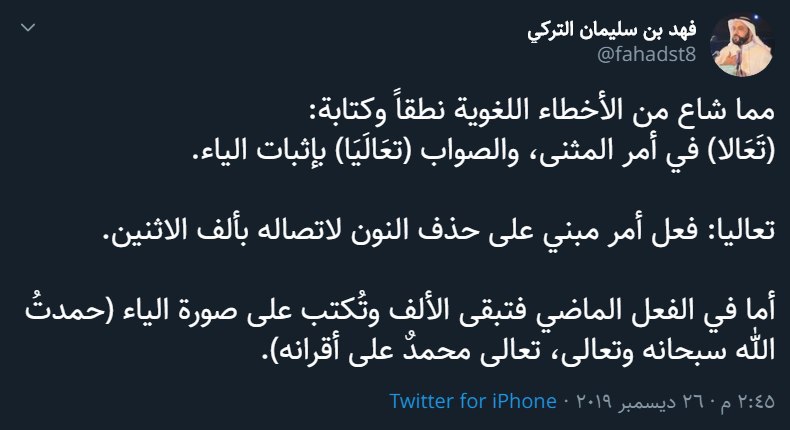 فهد بن سليمان التركي
@fahadst8
مما شاع من الأخطاء اللغوية نطقاً وكتابة:
(تَعَالا) في أمر المثنى، والصواب (تعَالَيَا) بإثبات الياء.
تعاليا: فعل أمر مبني على حذف النون لاتصاله بألف الاثنين.
أما في الفعل الماضي فتبقى الألف وتُكتب على صورة الياء (حمدتُ
الله سبحانه وتعالى، تعالى محمدٌ على أقرانه).
٢:٤٥ م · ٢٦ ديسمبر ٢٠١٩ · Twitter for iPhone